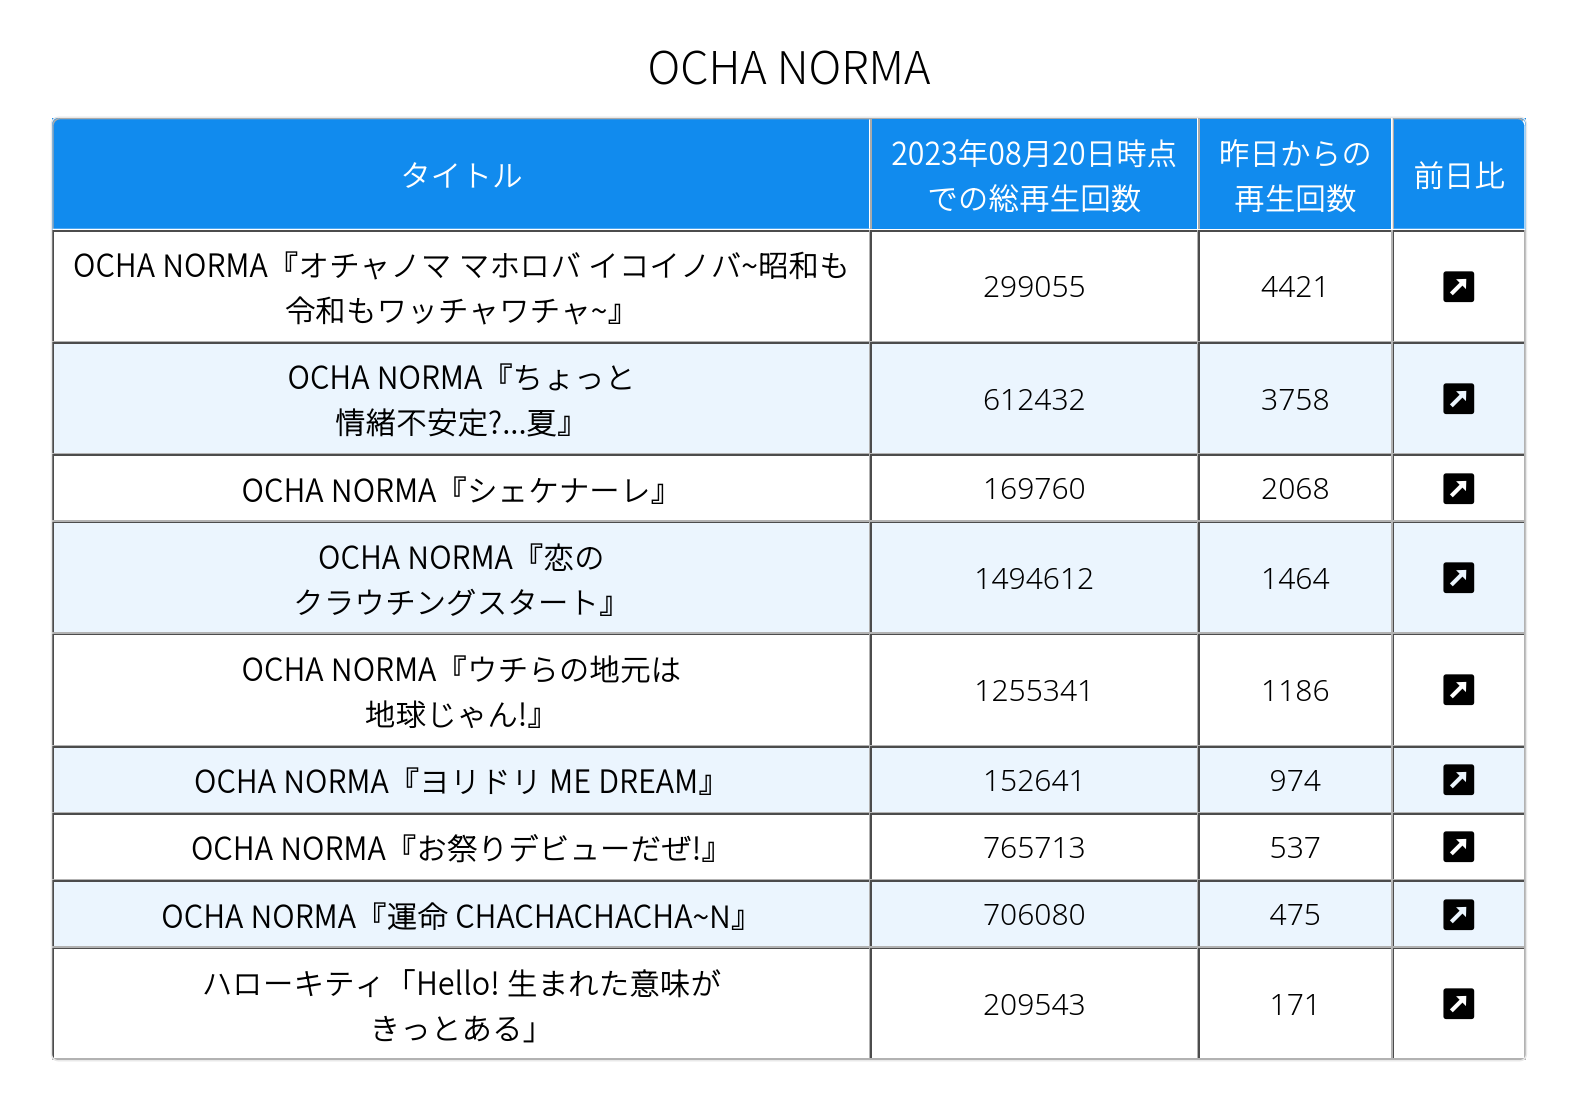 OCHA NORMA
タイトル
2023年08月20日時点
での総再生回数
昨日からの
再生回数
前日比
OCHA NORMA『オチャノマ マホロバ イコイノバ~昭和も
令和もワッチャワチャ~』
299055
4421
OCHA NORMA『ちょっと
情緒不安定?...夏』
612432
3758
OCHA NORMA『シェケナーレ』
169760
2068
OCHA NORMA『恋の
クラウチングスタート』
1494612
1464
OCHA NORMA『ウチらの地元は
地球じゃん!』
1255341
1186
OCHA NORMA『ヨリドリ ME DREAM』
152641
974
OCHA NORMA『お祭りデビューだぜ!』
765713
537
OCHA NORMA『運命 CHACHACHACHA~N』
706080
475
ハローキティ「Hello! 生まれた意味が
きっとある」
209543
171